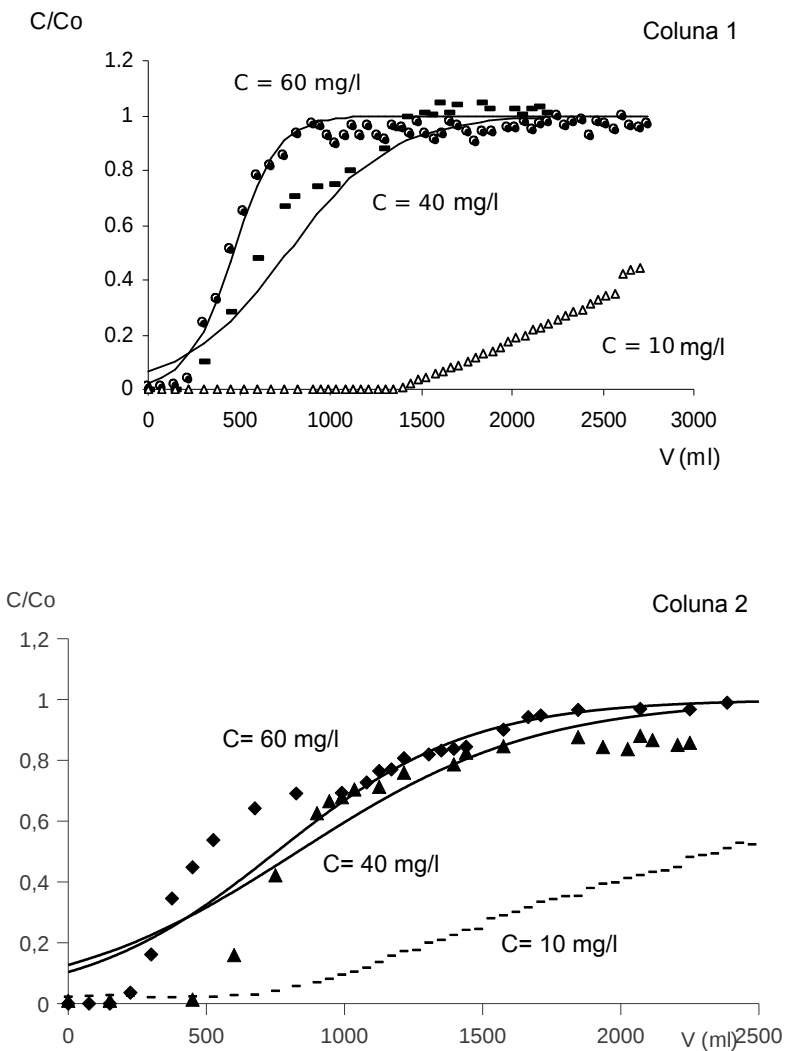 C/Co
Coluna 1
1.2
C = 60 mg/l
1
0.8
C = 40 mg/l
0.6
0.4
0.2
C = 10 mg/l
0
0 500 1000 1500 2000 2500 3000
V (ml)
C/Co
Coluna 2
1,2
1
C= 60 mg/l
0,8
0,6
C= 40 mg/l
0,4
0,2
C= 10 mg/l
0
0 500 1000 1500 2000 V (ml) 2500